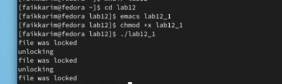 [faikkarim@fedora ~]$ cd lab12
[faikkarim@fedora lab12]$ emacs lab12_1
[faikkarim@fedora lab12]$ chmod +x lab12_1
[faikkarim@fedora lab12]$ ./lab12_1
file was locked
unlocking
file was locked
unlocking
file was locked